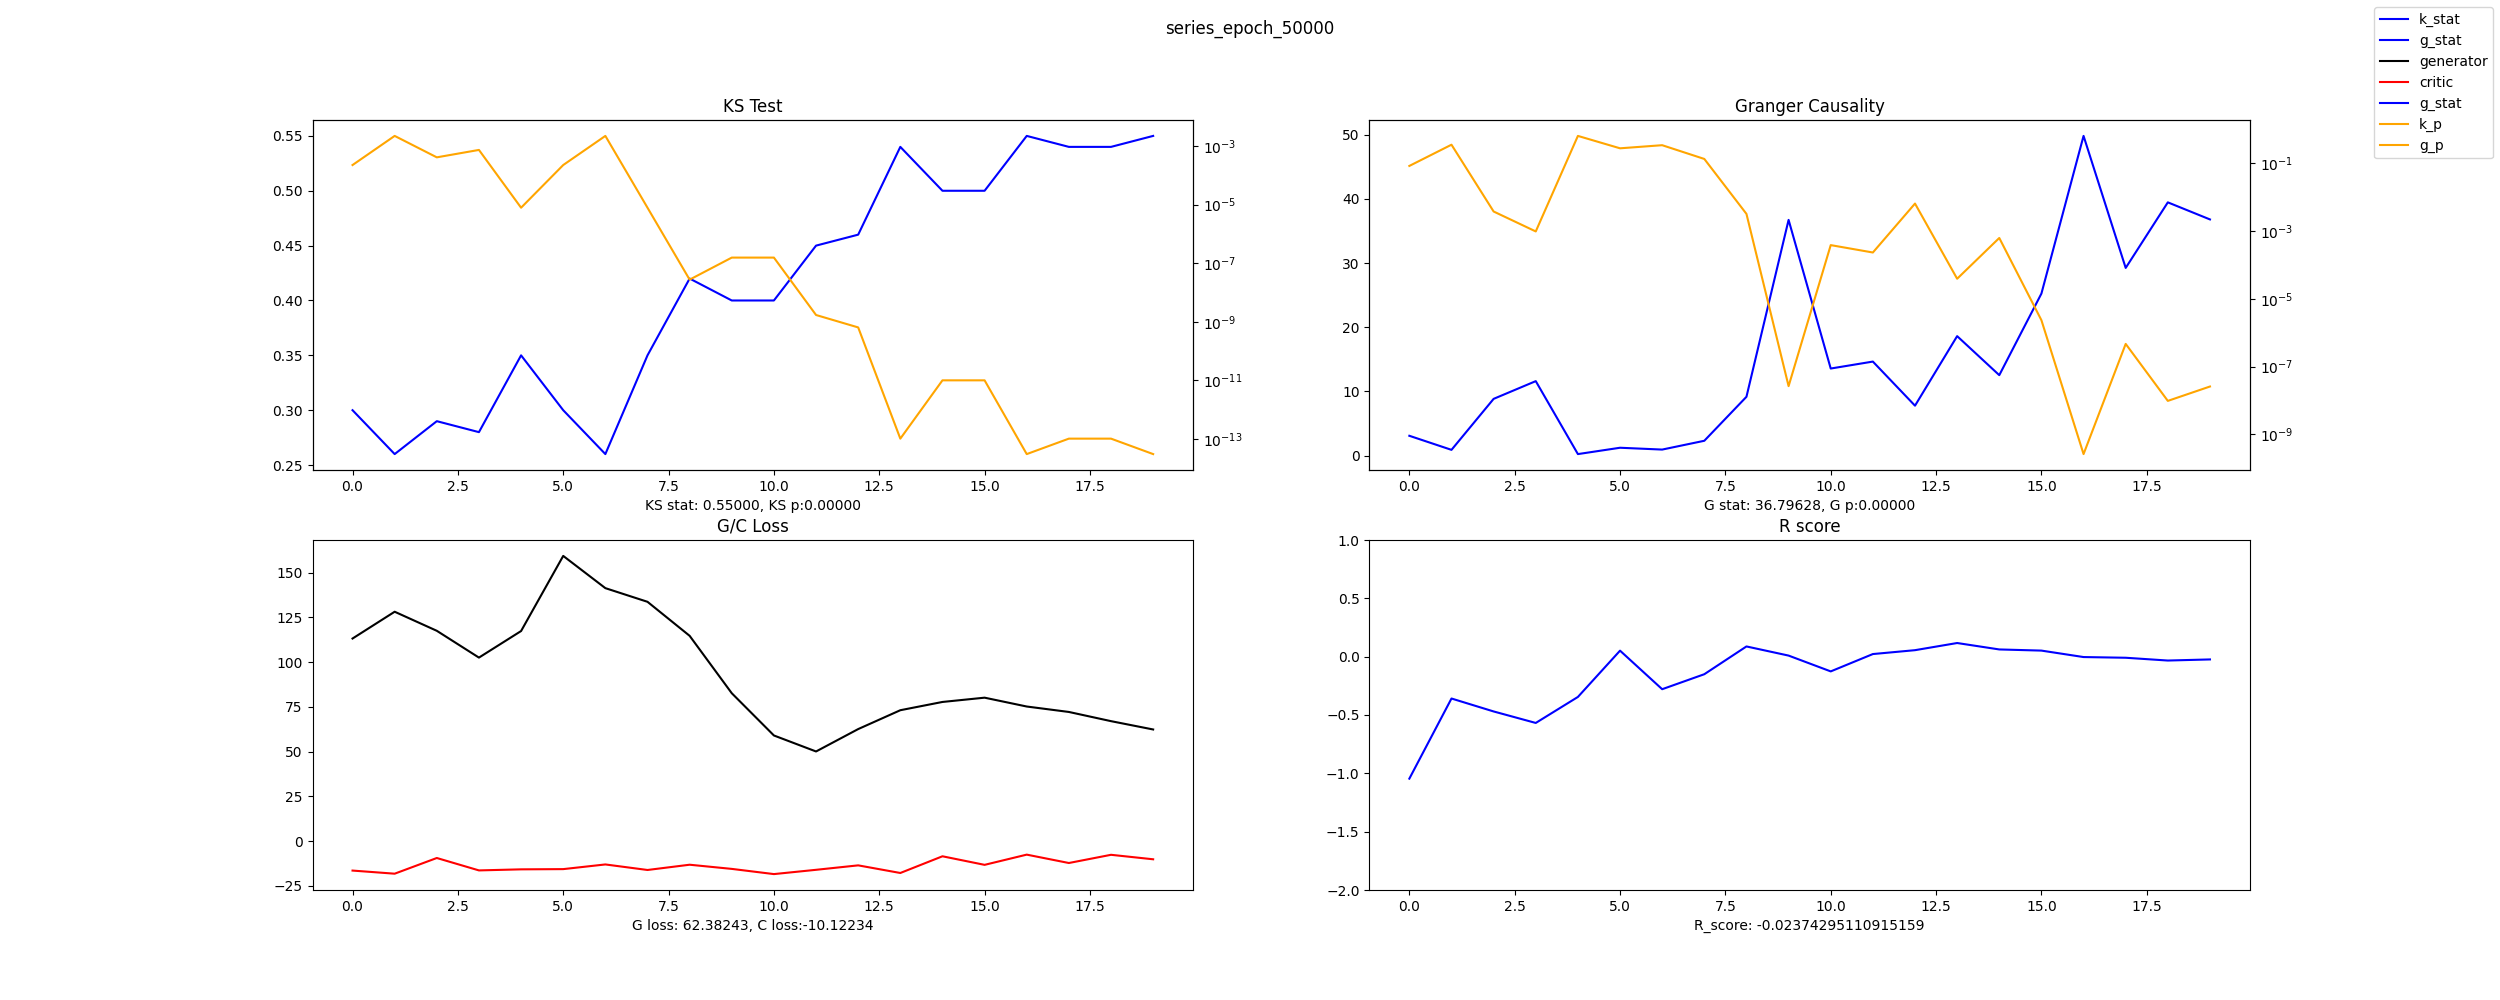 series_epoch_50000
k_stat
g_stat
generator
critic
g_stat
k_p
g_p
KS Test
0.55
0.50
0.45
0.40
0.35
0.30
0.25
10⁻³
10⁻⁵
10⁻⁷
10⁻⁹
10⁻¹¹
10⁻¹³
0.0 2.5 5.0 7.5 10.0 12.5 15.0 17.5
KS stat: 0.55000, KS p:0.00000
Granger Causality
50
40
30
20
10
0
10⁻¹
10⁻³
10⁻⁵
10⁻⁷
10⁻⁹
0.0 2.5 5.0 7.5 10.0 12.5 15.0 17.5
G stat: 36.79628, G p:0.00000
G/C Loss
150
125
100
75
50
25
0
−25
0.0 2.5 5.0 7.5 10.0 12.5 15.0 17.5
G loss: 62.38243, C loss:-10.12234
R score
1.0
0.5
0.0
−0.5
−1.0
−1.5
−2.0
0.0 2.5 5.0 7.5 10.0 12.5 15.0 17.5
R_score: -0.02374295110915159